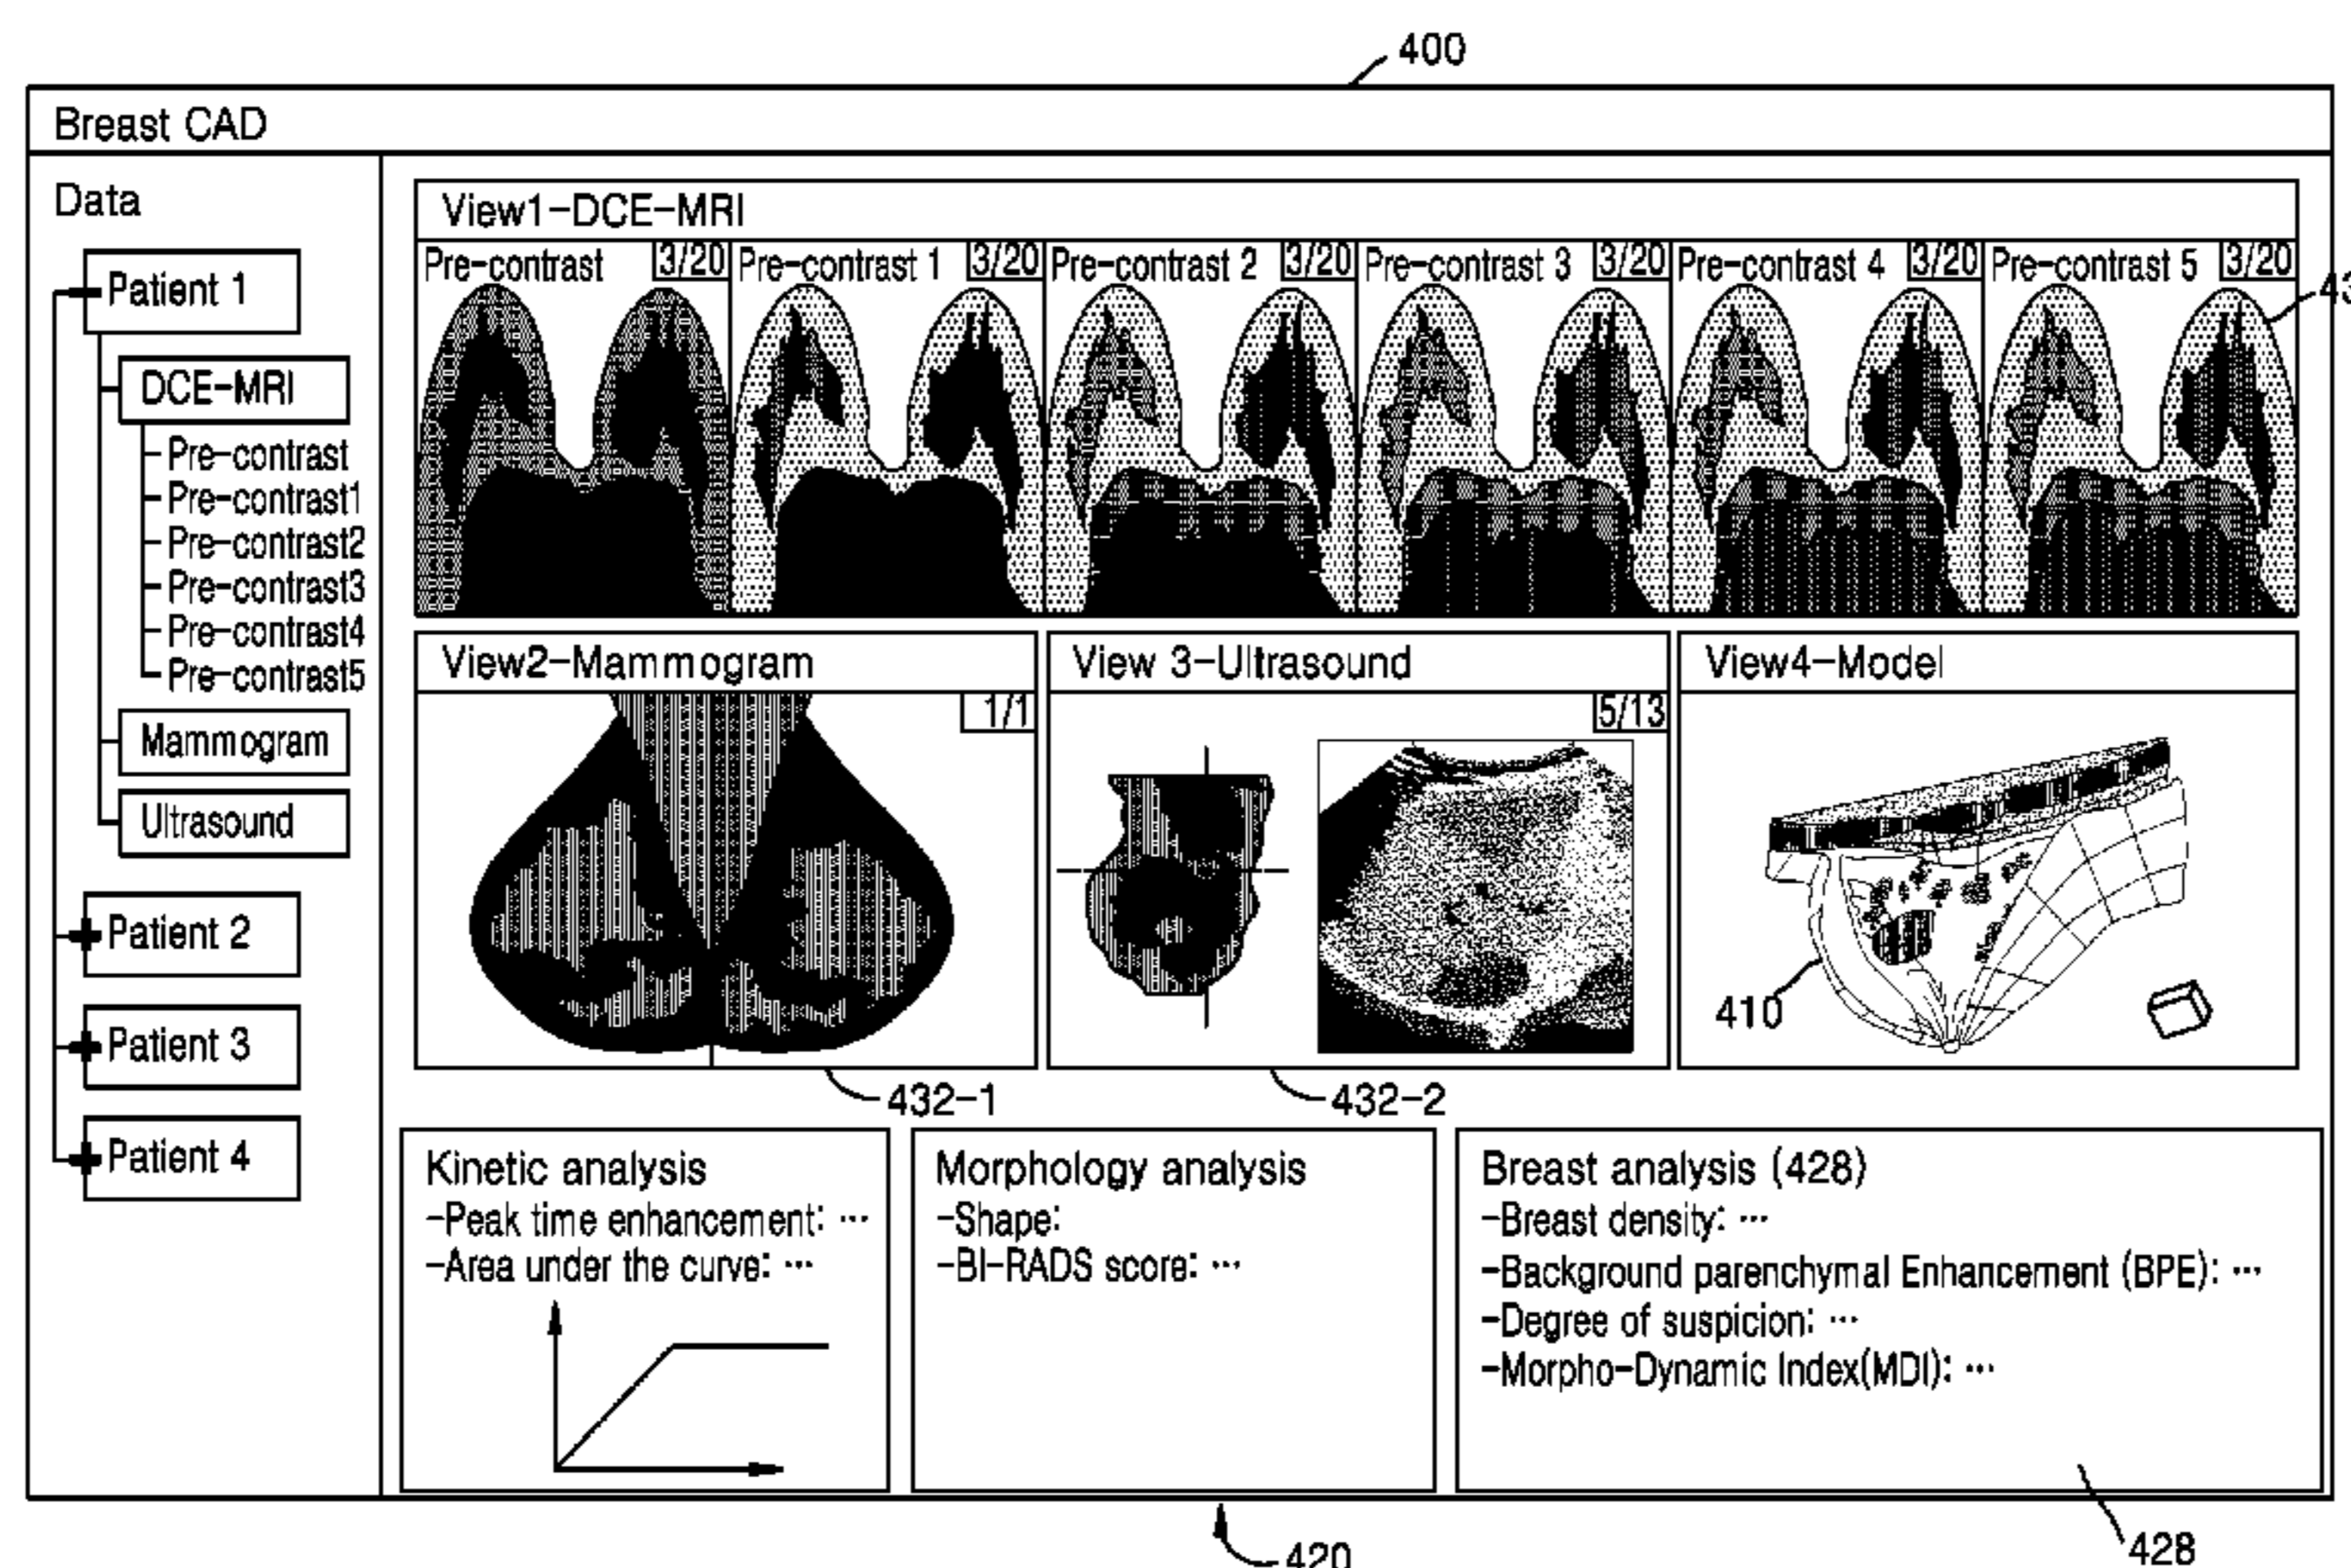 400
Breast CAD
Data
Patient 1
DCE-MRI
Pre-contrast
Pre-contrast1
Pre-contrast2
Pre-contrast3
Pre-contrast4
Pre-contrast5
Mammogram
Ultrasound
Patient 2
Patient 3
Patient 4
View1-DCE-MRI
Pre-contrast 3/20 Pre-contrast 1 3/20 Pre-contrast 2 3/20 Pre-contrast 3 3/20 Pre-contrast 4 3/20 Pre-contrast 5 3/20
View2-Mammogram
1/1
432-1
View 3-Ultrasound
5/13
432-2
View4-Model
410
Kinetic analysis
-Peak time enhancement: ···
-Area under the curve: ···
Morphology analysis
-Shape:
-BI-RADS score: ···
Breast analysis (428)
-Breast density: ···
-Background parenchymal Enhancement (BPE): ···
-Degree of suspicion: ···
-Morpho-Dynamic Index(MDI): ···
420
428